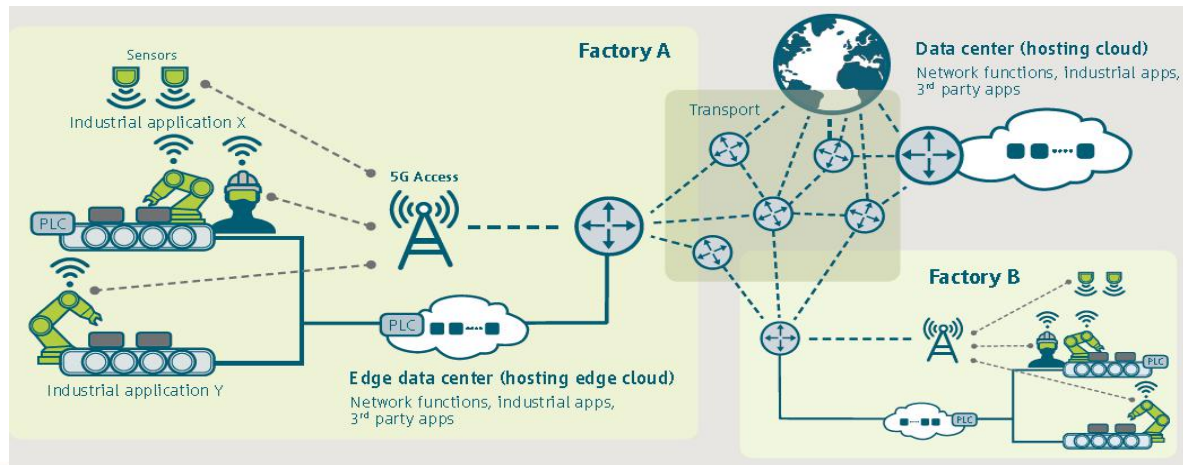 Factory A
Sensors
Industrial application X
PLC
5G Access
Industrial application Y
PLC
Edge data center (hosting edge cloud)
Network functions, industrial apps,
3rd party apps
Transport
Data center (hosting cloud)
Network functions, industrial apps,
3rd party apps
Factory B
PLC
PLC